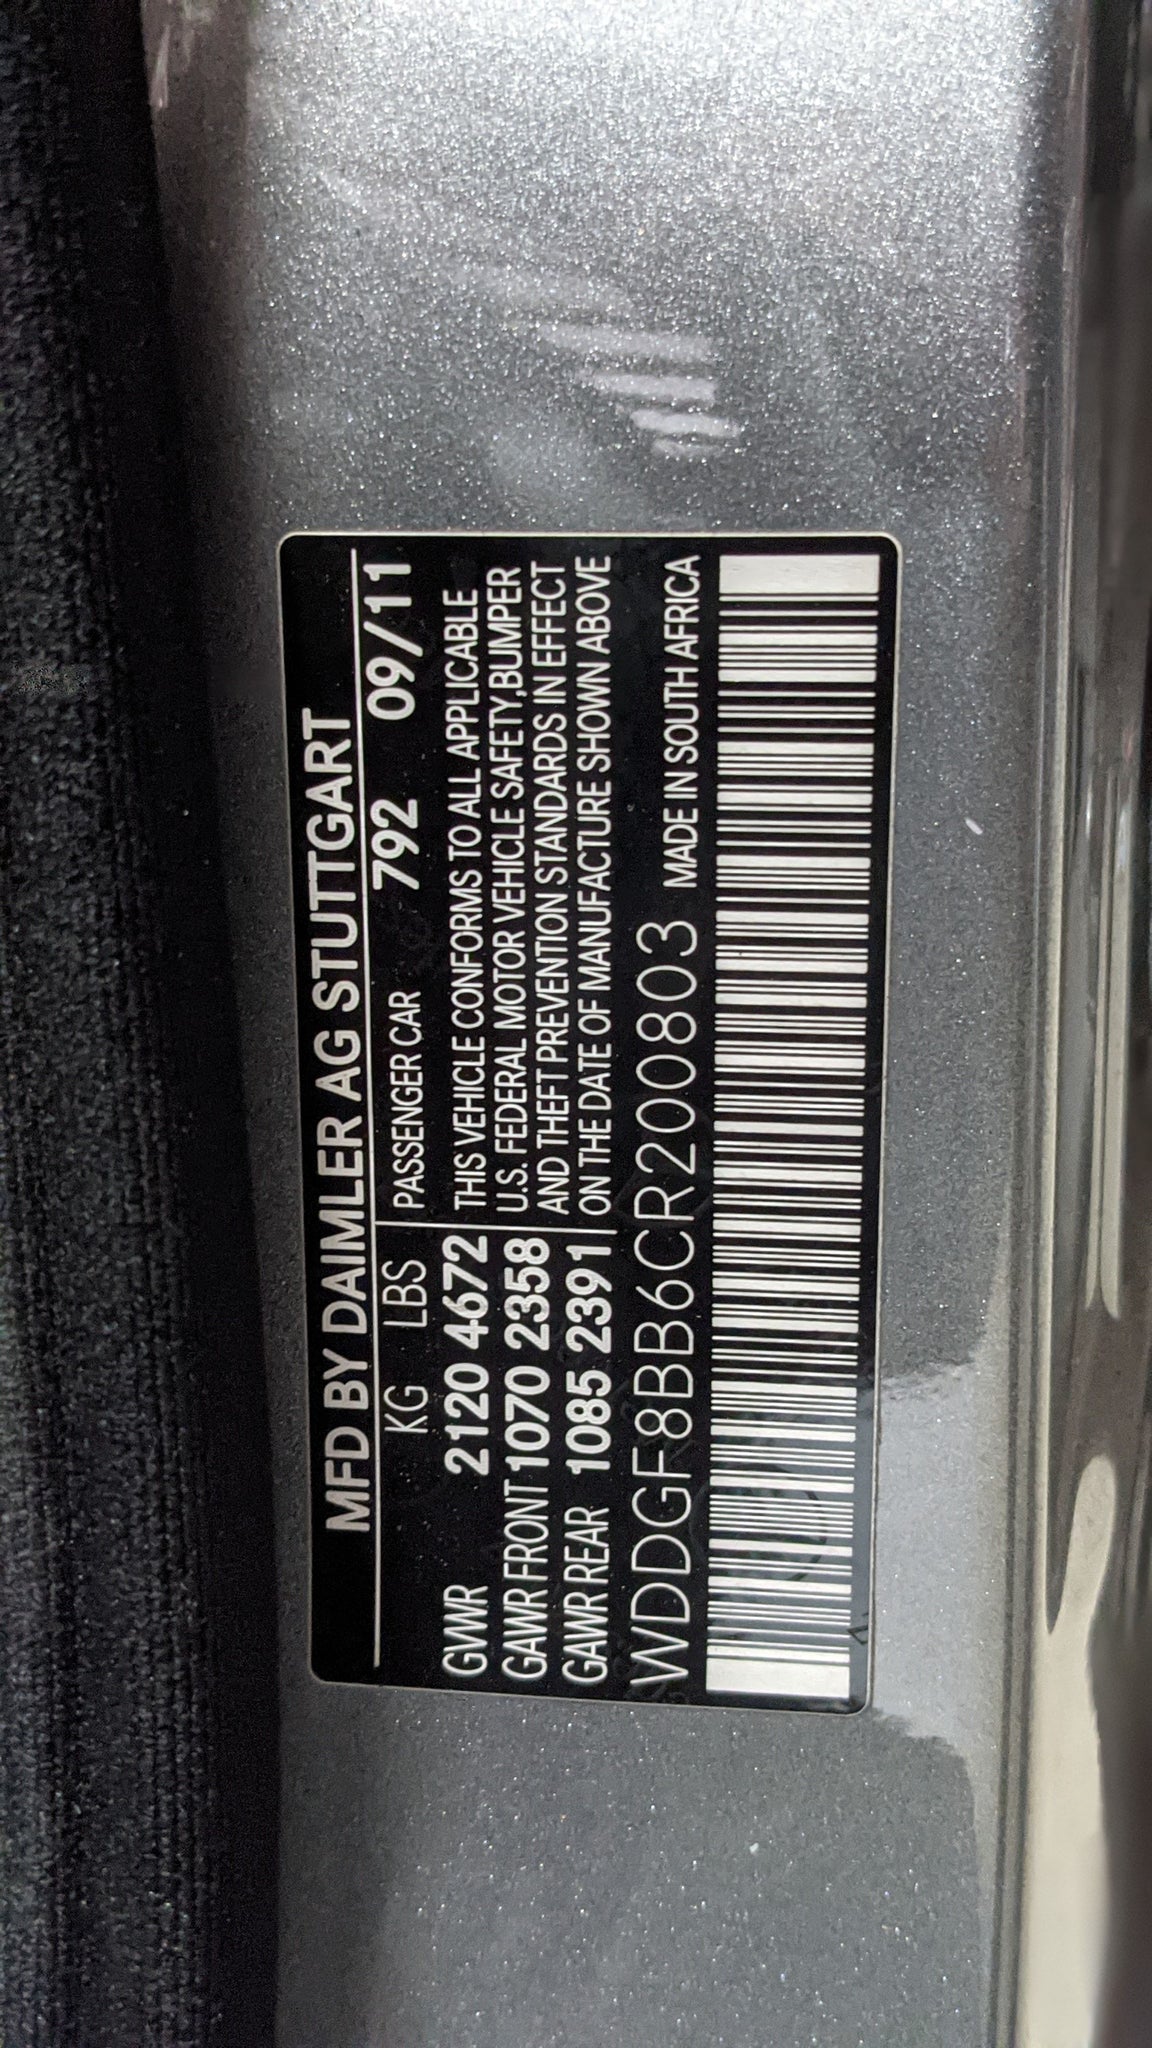 MFD BY DAIMLER AG STUTTGART
KG LBS PASSENGER CAR 792 09/11
GVWR 2120 4672
GAWR FRONT 1070 2358
GAWR REAR 1085 2391
THIS VEHICLE CONFORMS TO ALL APPLICABLE
U.S. FEDERAL MOTOR VEHICLE SAFETY,BUMPER
AND THEFT PREVENTION STANDARDS IN EFFECT
ON THE DATE OF MANUFACTURE SHOWN ABOVE
WDDGF8BB6CR200803 MADE IN SOUTH AFRICA